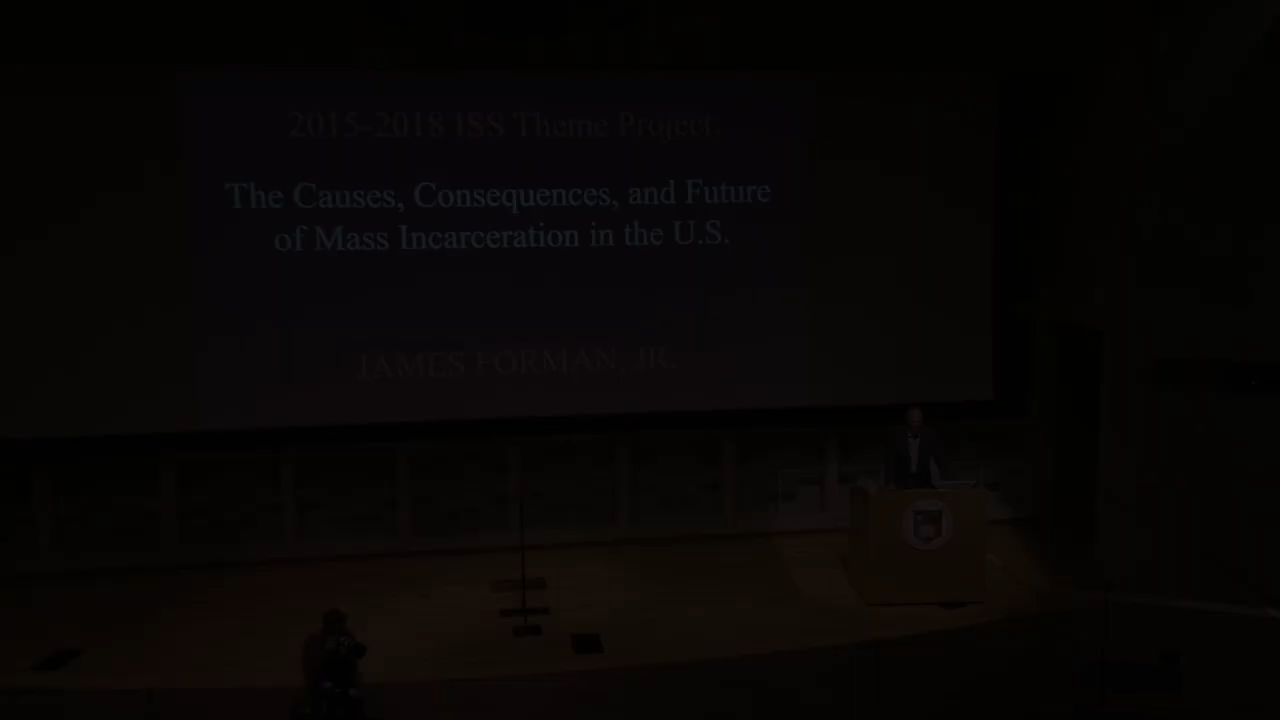 2015-2018 ISS Theme Project:
The Causes, Consequences, and Future
of Mass Incarceration in the U.S.
JAMES FORMAN, JR.